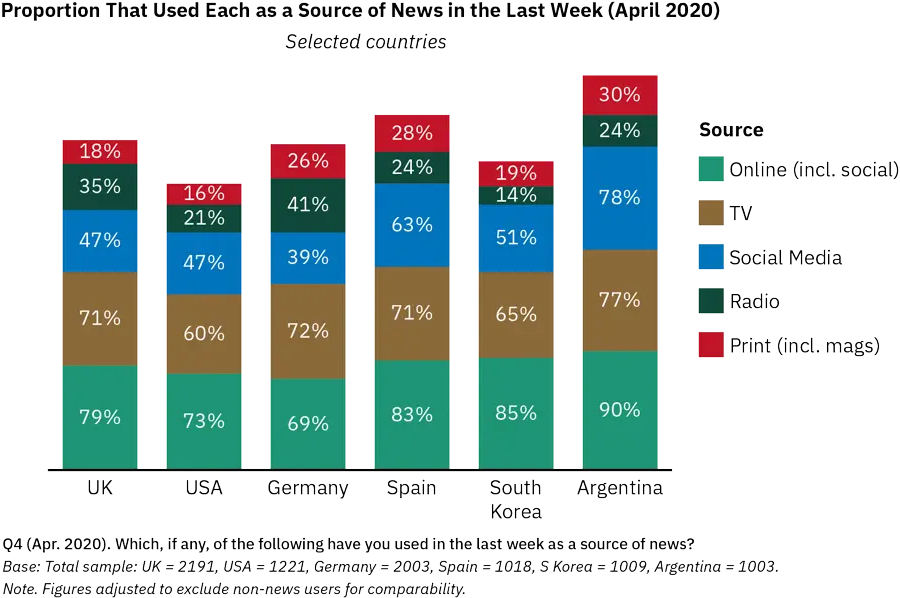 Proportion That Used Each as a Source of News in the Last Week (April 2020)
Selected countries
18%
35%
47%
71%
79%
16%
21%
47%
60%
73%
26%
41%
39%
72%
69%
28%
24%
63%
71%
83%
19%
14%
51%
65%
85%
30%
24%
78%
77%
90%
UK
USA
Germany
Spain
South
Korea
Argentina
Source
Online (incl. social)
TV
Social Media
Radio
Print (incl. mags)
Q4 (Apr. 2020). Which, if any, of the following have you used in the last week as a source of news?
Base: Total sample: UK = 2191, USA = 1221, Germany = 2003, Spain = 1018, S Korea = 1009, Argentina = 1003.
Note. Figures adjusted to exclude non-news users for comparability.